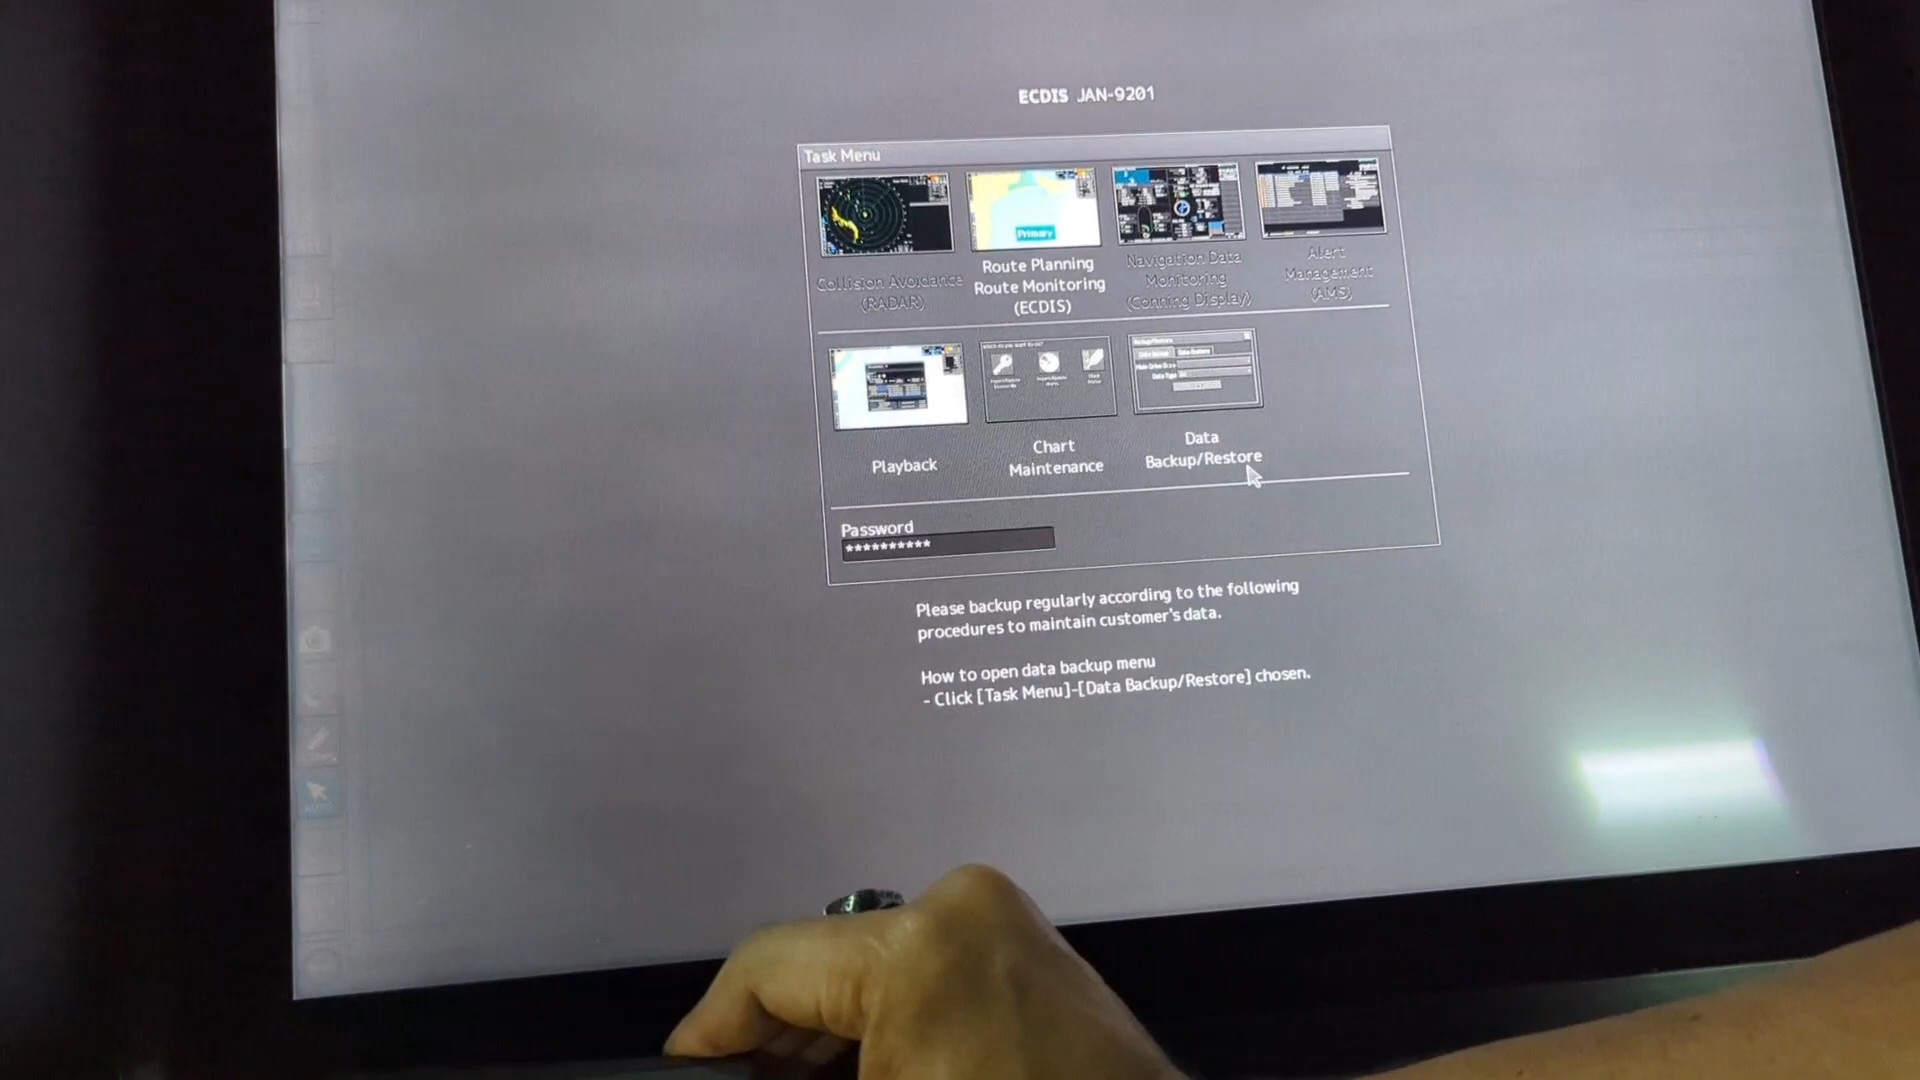 ECDIS JAN-9201
Task Menu
Primary
Collision Avoidance
(RADAR)
Route Planning
Route Monitoring
(ECDIS)
Navigation Data
Monitoring
(Conning Display)
Alert
Management
(AMS)
Playback
Chart
Maintenance
Data
Backup/Restore
Password
**********
Please backup regularly according to the following
procedures to maintain customer's data.
How to open data backup menu
- Click [Task Menu]-[Data Backup/Restore] chosen.